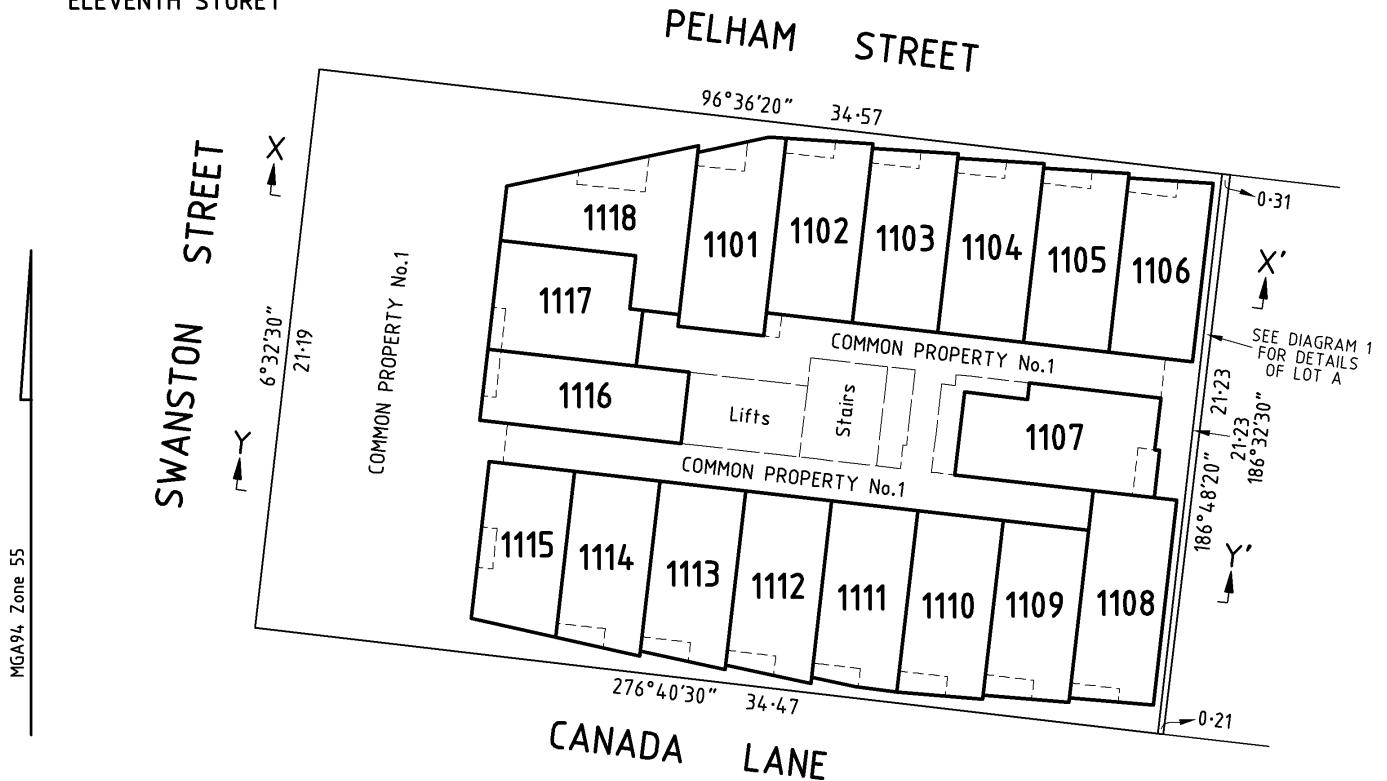 ELEVENTH STOREY
PELHAM STREET
96°36'20" 34·57
X
SWANSTON STREET
0·31
1118
1101
1102
1103
1104
1105
1106
X'
1117
COMMON PROPERTY No.1
6°32'30"
21·19
COMMON PROPERTY No.1
SEE DIAGRAM 1
FOR DETAILS
OF LOT A
1116
Lifts
Stairs
1107
21·23
21·23
186°32'30"
186°48'20"
Y
COMMON PROPERTY No.1
1115
1114
1113
1112
1111
1110
1109
1108
Y'
MGA94 Zone 55
276°40'30" 34·47
0·21
CANADA LANE